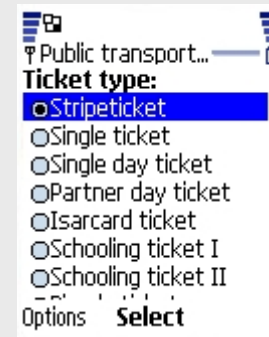 Public transport...
Ticket type:
Stripeticket
Single ticket
Single day ticket
Partner day ticket
Isarcard ticket
Schooling ticket I
Schooling ticket II
Options Select